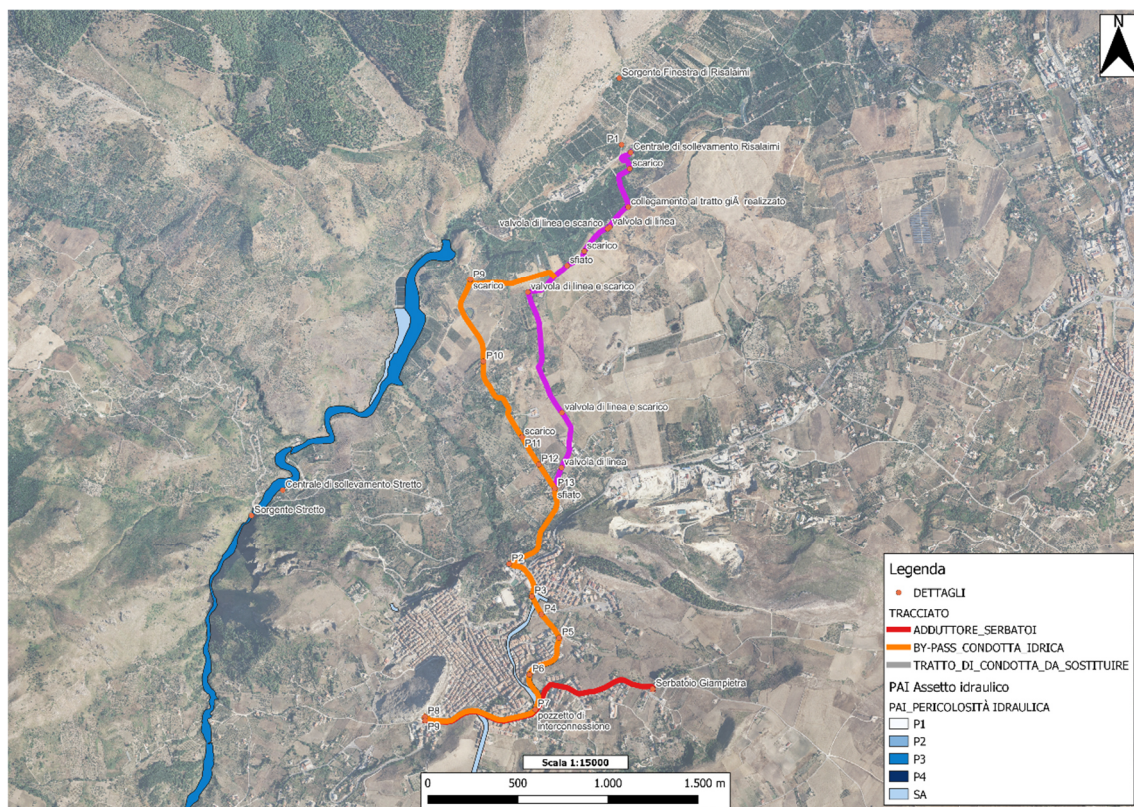 N
Sorgente Finestra di Risalaimi
P1
Centrale di sollevamento Risalaimi
scarico
collegamento al tratto giÃ  realizzato
valvola di linea e scarico
valvola di linea
scarico
sfiato
P9
scarico
valvola di linea e scarico
P10
valvola di linea e scarico
scarico
P11
P12
valvola di linea
P13
sfiato
Centrale di sollevamento Stretto
Sorgente Stretto
P2
P3
P4
P5
P6
Serbatoio Giampietra
P7
pozzetto di
interconnessione
P8
P9
Legenda
DETTAGLI
TRACCIATO
ADDUTTORE_SERBATOI
BY-PASS_CONDOTTA_IDRICA
TRATTO_DI_CONDOTTA_DA_SOSTITUIRE
PAI Assetto idraulico
PAI_PERICOLOSITÀ IDRAULICA
P1
P2
P3
P4
SA
Scala 1:15000
0 500 1.000 1.500 m